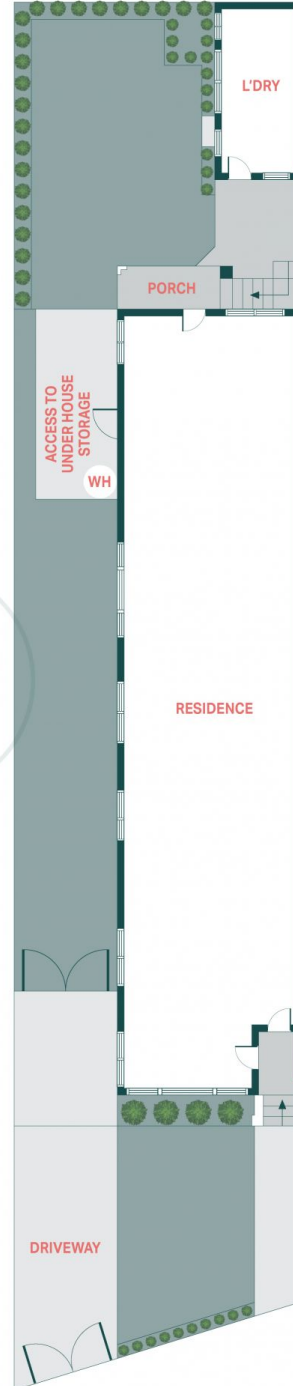 L'DRY
PORCH
ACCESS TO
UNDER HOUSE
STORAGE
WH
RESIDENCE
DRIVEWAY